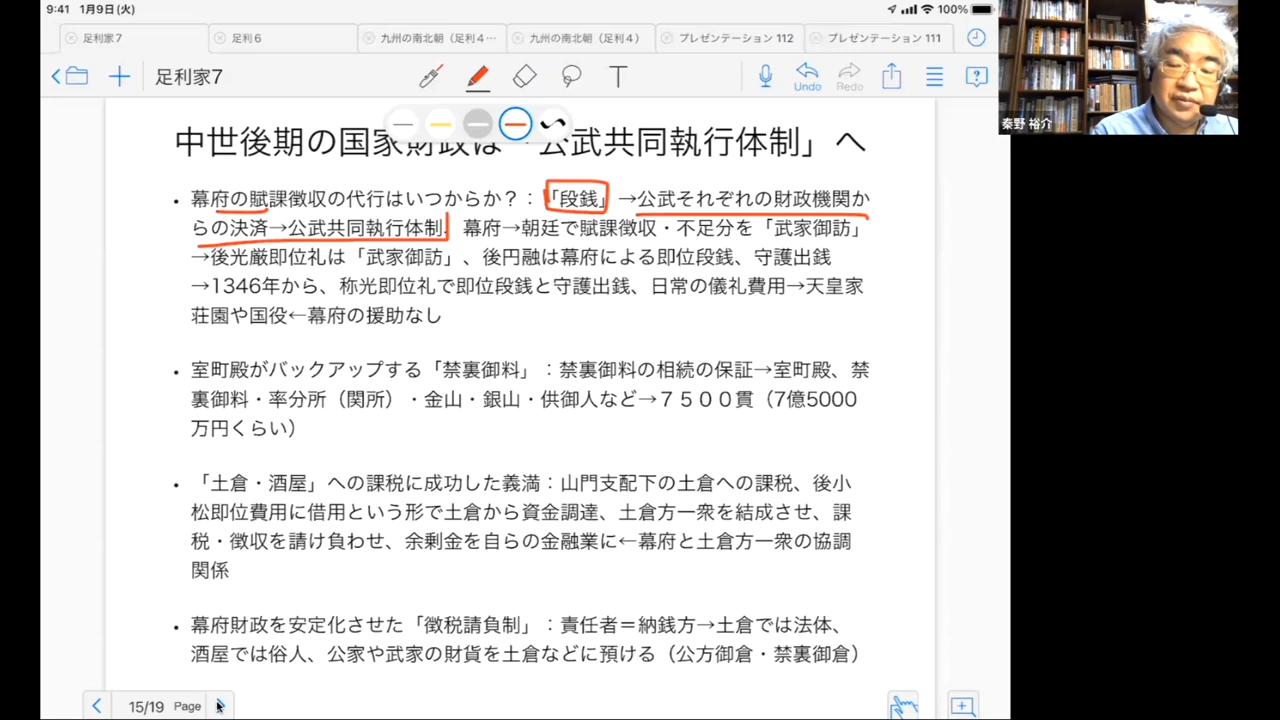 9:41 1月9日(火)
100%
足利家7
足利6
九州の南北朝（足利４…
九州の南北朝（足利４）
プレゼンテーション 112
プレゼンテーション 111
足利家7
T
Undo
Redo
秦野 裕介
中世後期の国家財政は「公武共同執行体制」へ
・幕府の賦課徴収の代行はいつからか？：「段銭」→公武それぞれの財政機関か
らの決済→公武共同執行体制、幕府→朝廷で賦課徴収・不足分を「武家御訪」
→後光厳即位礼は「武家御訪」、後円融は幕府による即位段銭、守護出銭
→1346年から、称光即位礼で即位段銭と守護出銭、日常の儀礼費用→天皇家
荘園や国役←幕府の援助なし
・室町殿がバックアップする「禁裏御料」：禁裏御料の相続の保証→室町殿、禁
裏御料・率分所（関所）・金山・銀山・供御人など→７５００貫（7億5000
万円くらい）
・「土倉・酒屋」への課税に成功した義満：山門支配下の土倉への課税、後小
松即位費用に借用という形で土倉から資金調達、土倉方一衆を結成させ、課
税・徴収を請け負わせ、余剰金を自らの金融業に←幕府と土倉方一衆の協調
関係
・幕府財政を安定化させた「徴税請負制」：責任者＝納銭方→土倉では法体、
酒屋では俗人、公家や武家の財貨を土倉などに預ける（公方御倉・禁裏御倉）
15/19 Page